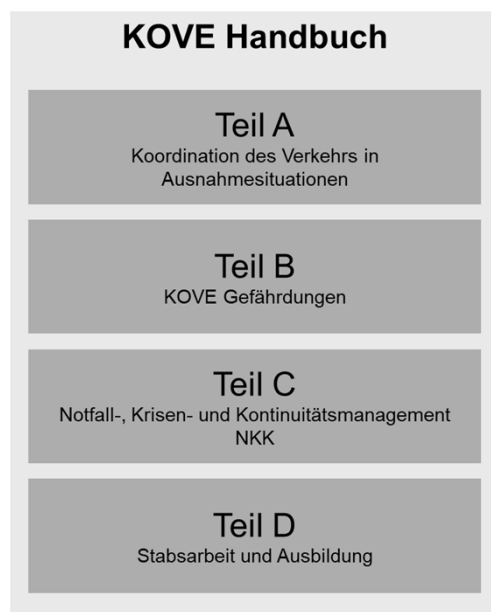 KOVE Handbuch
Teil A
Koordination des Verkehrs in
Ausnahmesituationen
Teil B
KOVE Gefährdungen
Teil C
Notfall-, Krisen- und Kontinuitätsmanagement
NKK
Teil D
Stabsarbeit und Ausbildung